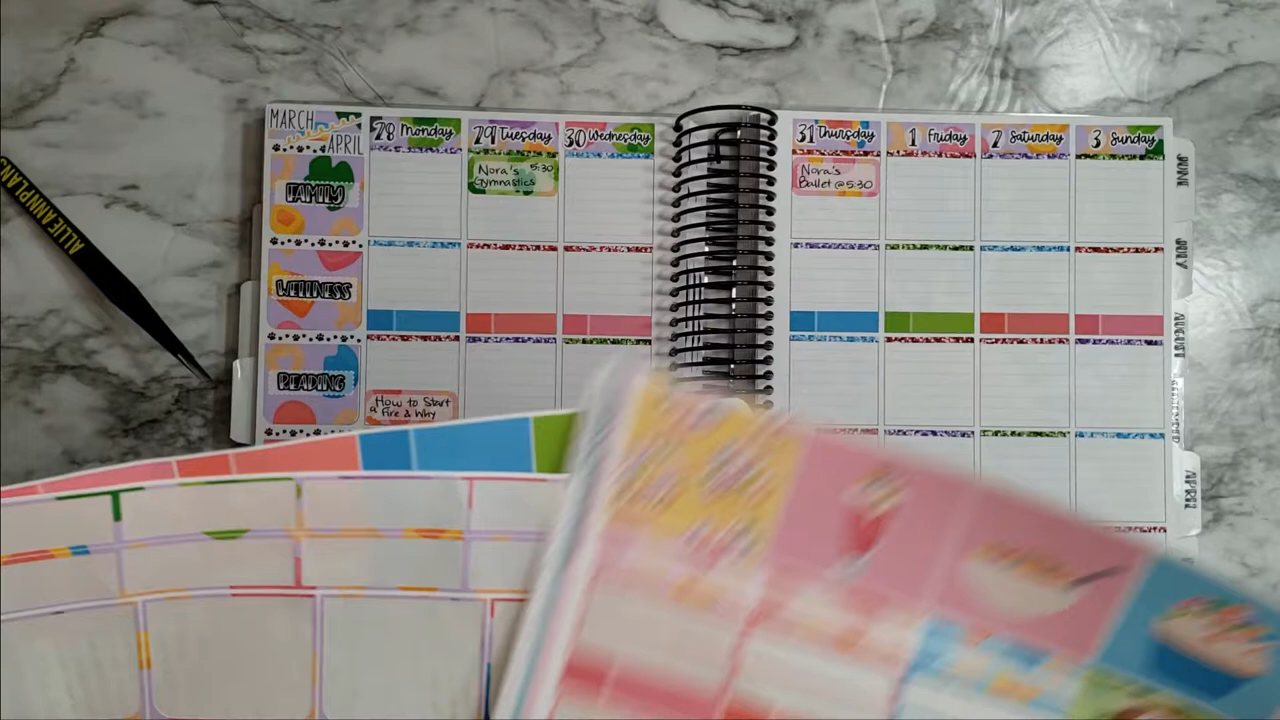 MARCH
APRIL
28 Monday
29 Tuesday
30 Wednesday
31 Thursday
1 Friday
2 Saturday
3 Sunday
Nora's 5:30
Gymnastics
Nora's
Ballet @ 5:30
FAMILY
WELLNESS
READING
How to Start
a Fire & Why
ALLIEANNPLANS
JUNE
JULY
AUGUST
APRIL